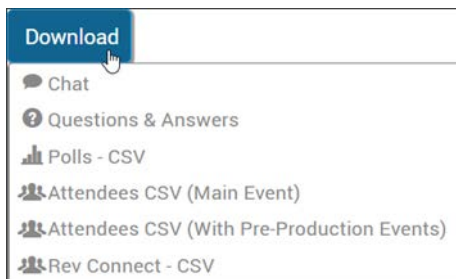 Download
Chat
Questions & Answers
Polls - CSV
Attendees CSV (Main Event)
Attendees CSV (With Pre-Production Events)
Rev Connect - CSV